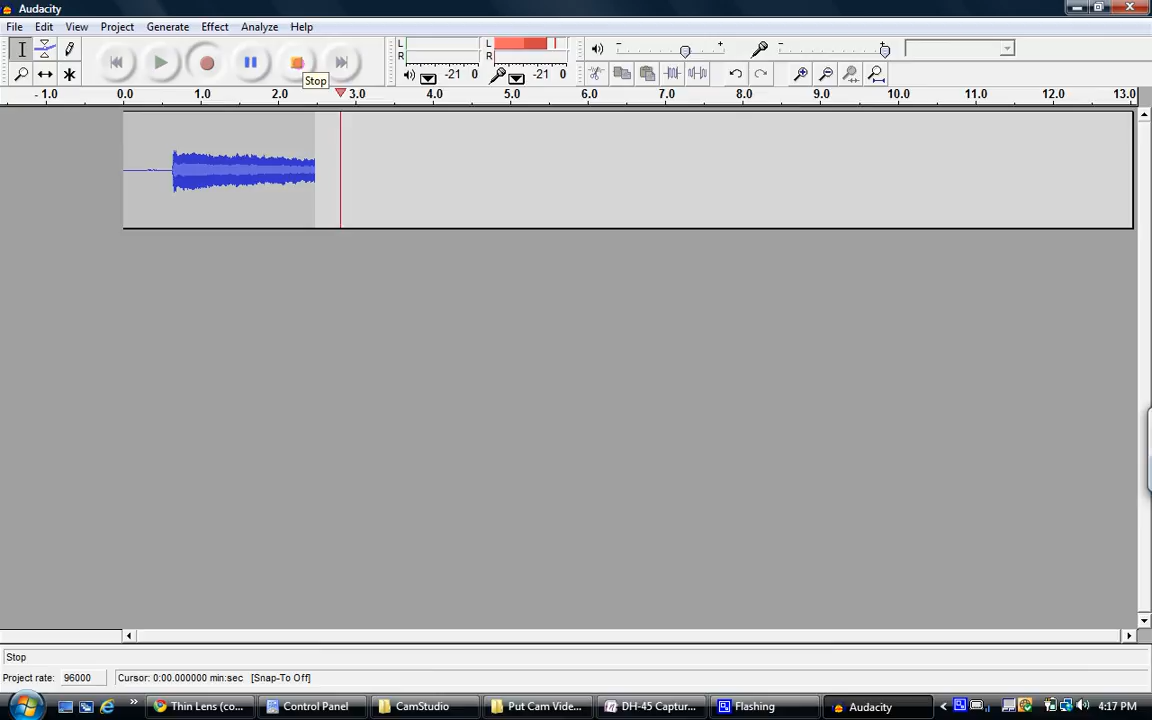 Audacity
File Edit View Project Generate Effect Analyze Help
L R -21 0 L R -21 0
Stop
- 1.0 0.0 1.0 2.0 3.0 4.0 5.0 6.0 7.0 8.0 9.0 10.0 11.0 12.0 13.0
Stop
Project rate: 96000 Cursor: 0:00.000000 min:sec [Snap-To Off]
Thin Lens (co... Control Panel CamStudio Put Cam Vide... DH-45 Captur... Flashing Audacity 4:17 PM